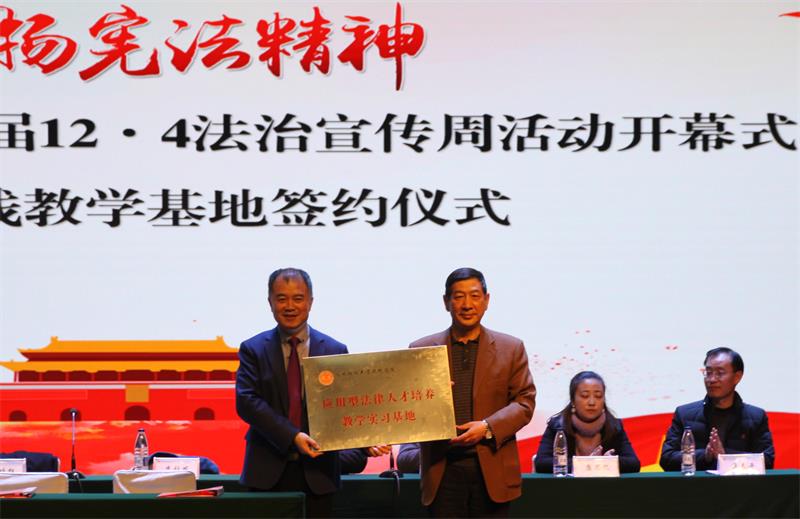 扬宪法精神
届12·4法治宣传周活动开幕式
践教学基地签约仪式
应用型法律人才培养
教学实习基地